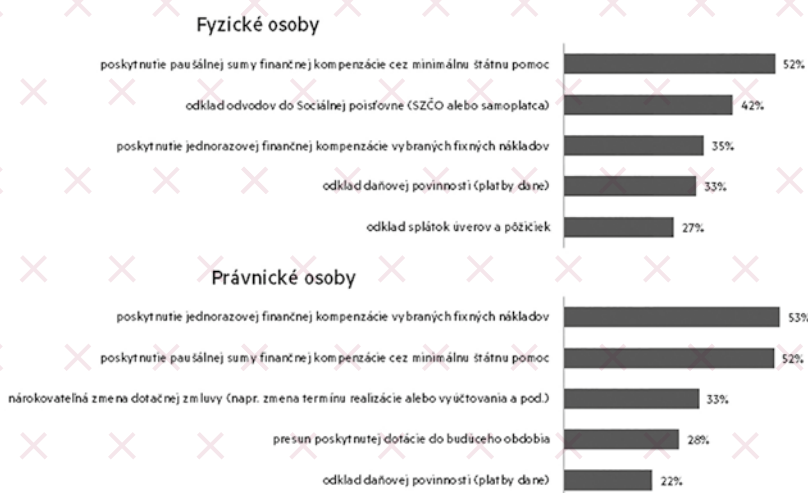 Fyzické osoby
poskytnutie paušálnej sumy finančnej kompenzácie cez minimálnu štátnu pomoc 52%
odklad odvodov do Sociálnej poisťovne (SZČO alebo samoplatca) 42%
poskytnutie jednorazovej finančnej kompenzácie vybraných fixných nákladov 35%
odklad daňovej povinnosti (platby dane) 33%
odklad splátok úverov a pôžičiek 27%
Právnické osoby
poskytnutie jednorazovej finančnej kompenzácie vybraných fixných nákladov 53%
poskytnutie paušálnej sumy finančnej kompenzácie cez minimálnu štátnu pomoc 52%
nárokovateľná zmena dotačnej zmluvy (napr. zmena termínu realizácie alebo vyúčtovania a pod.) 33%
presun poskytnutej dotácie do budúceho obdobia 28%
odklad daňovej povinnosti (platby dane) 22%